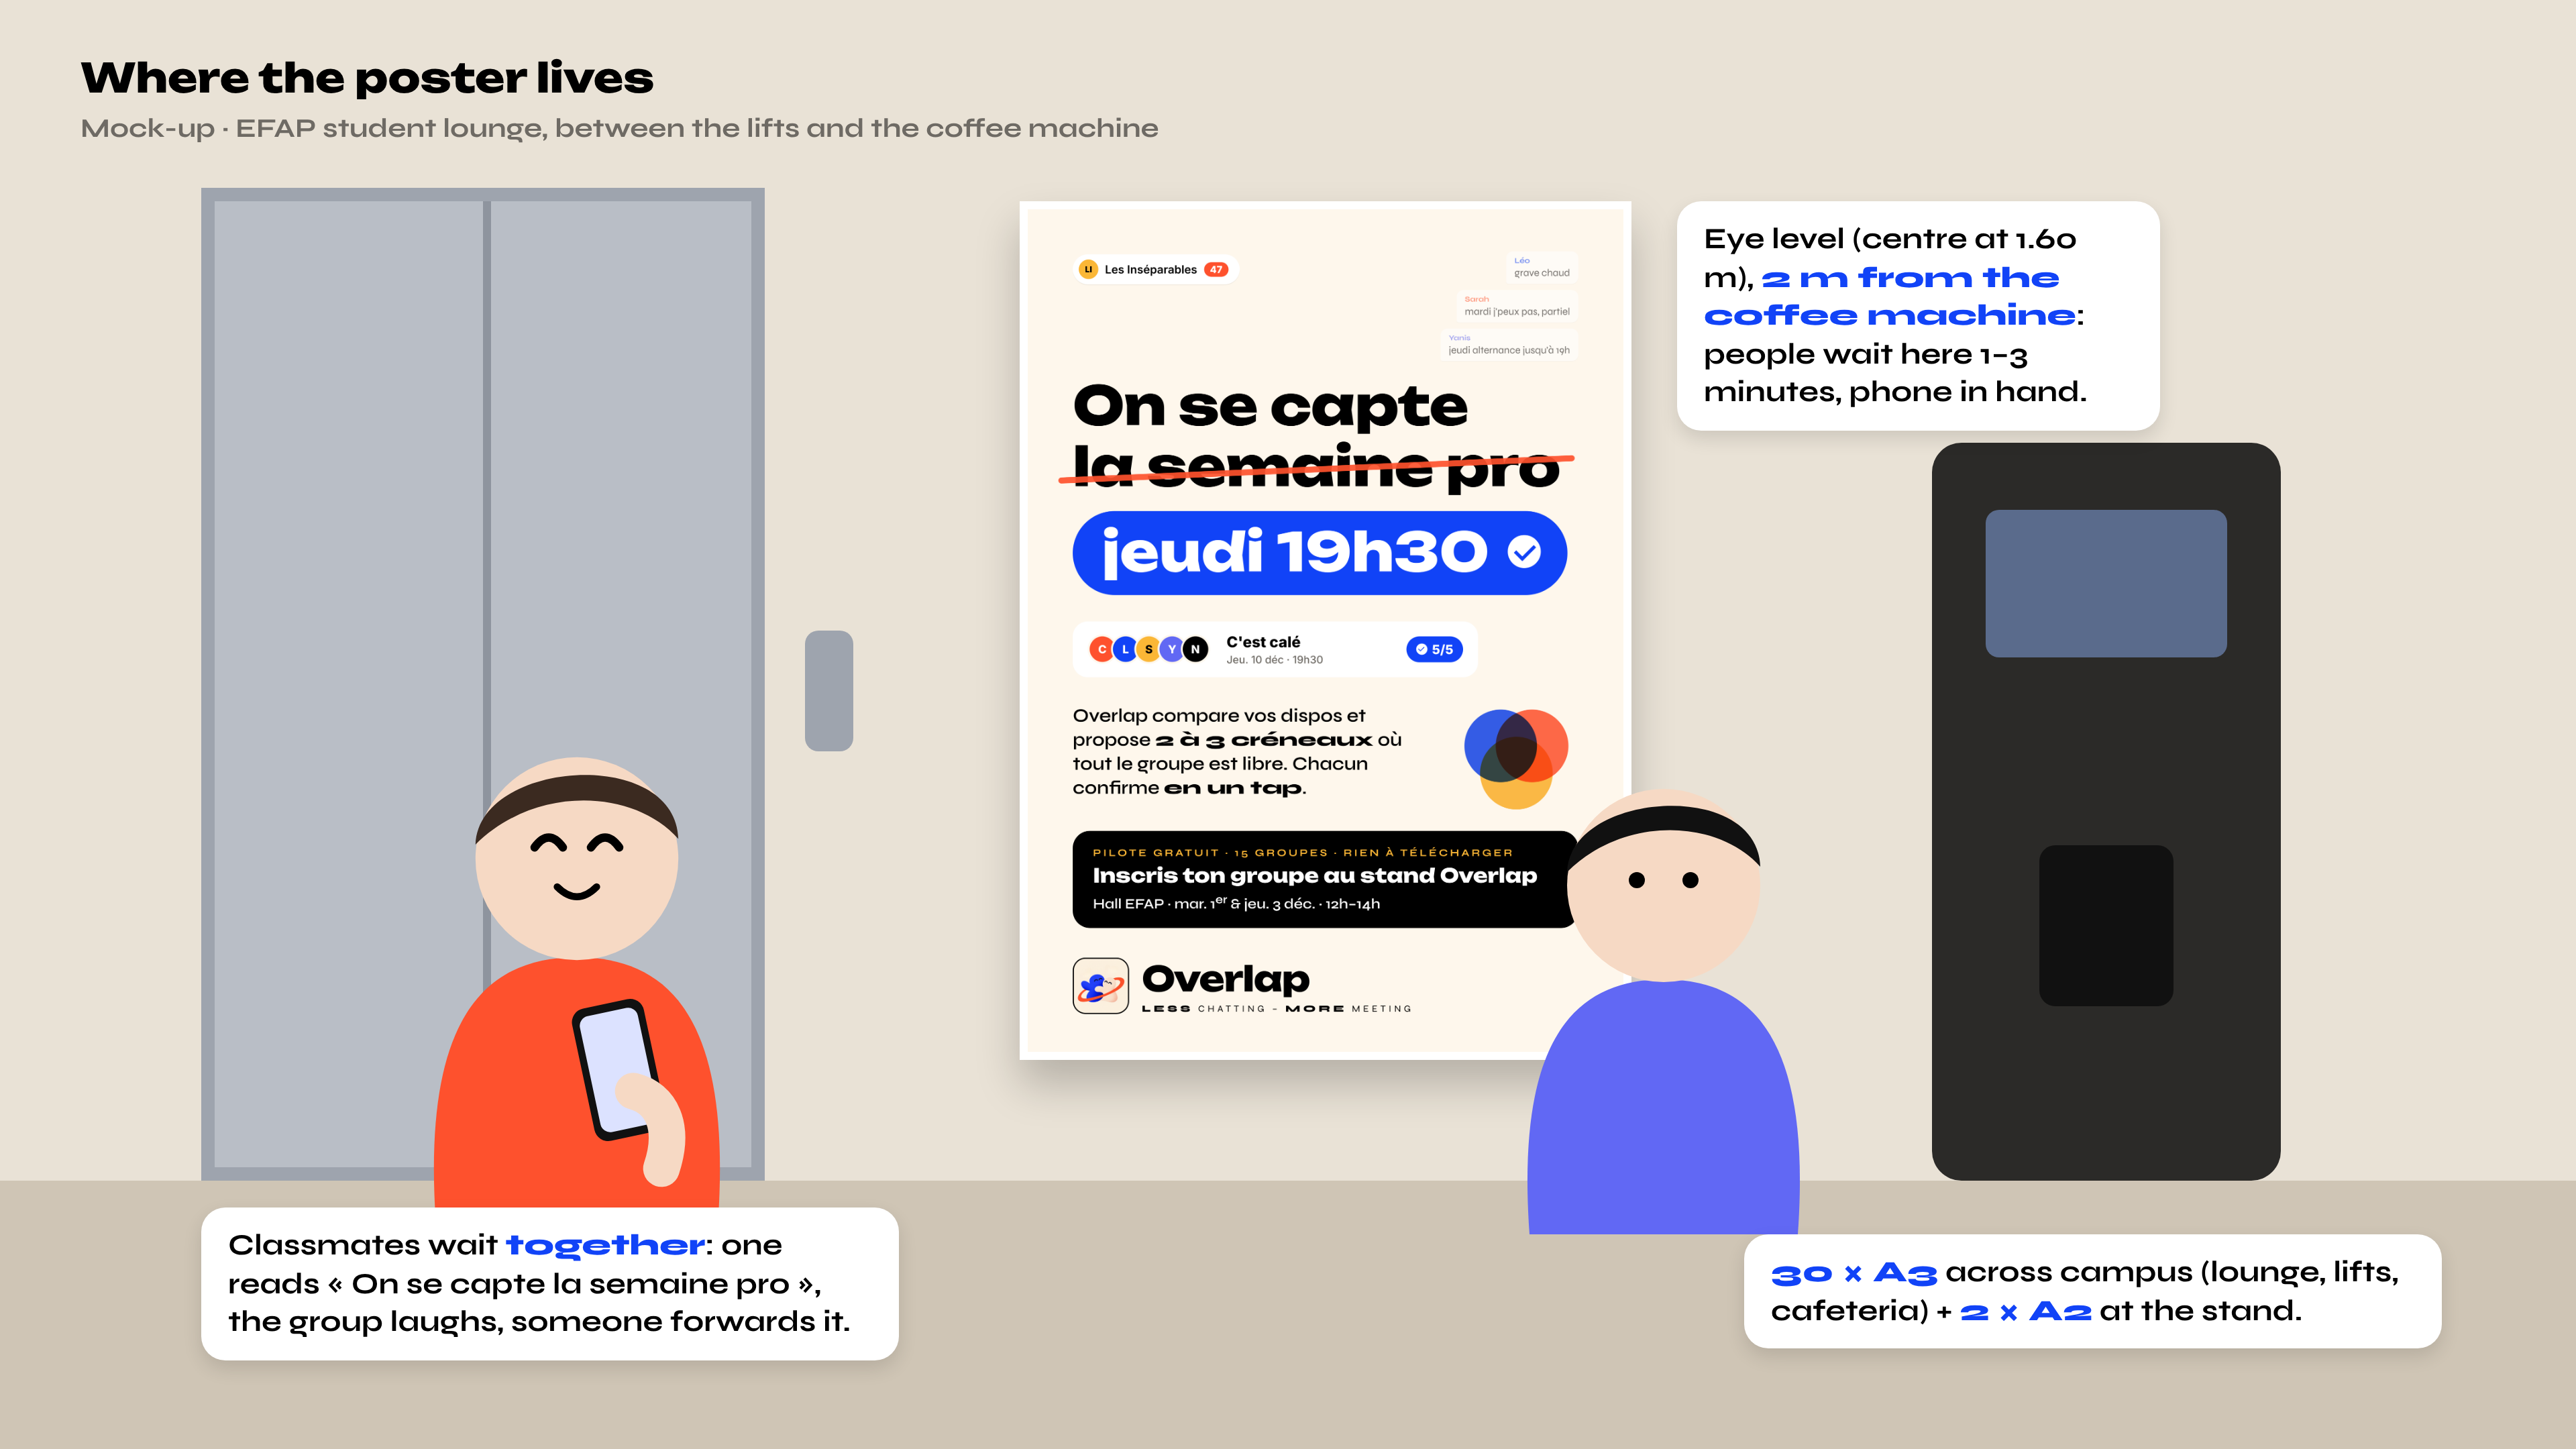 Where the poster lives
Mock-up · EFAP student lounge, between the lifts and the coffee machine
LI Les Inséparables 47
Léo
grave chaud
Sarah
mardi j'peux pas, partiel
Yanis
jeudi alternance jusqu'à 19h
On se capte
la semaine pro
jeudi 19h30
C L S Y N
C'est calé
Jeu. 10 déc · 19h30
5/5
Overlap compare vos dispos et
propose 2 à 3 créneaux où
tout le groupe est libre. Chacun
confirme en un tap.
PILOTE GRATUIT · 15 GROUPES · RIEN À TÉLÉCHARGER
Inscris ton groupe au stand Overlap
Hall EFAP · mar. 1er & jeu. 3 déc. · 12h–14h
Overlap
LESS CHATTING - MORE MEETING
Eye level (centre at 1.60
m), 2 m from the
coffee machine:
people wait here 1–3
minutes, phone in hand.
Classmates wait together: one
reads « On se capte la semaine pro »,
the group laughs, someone forwards it.
30 × A3 across campus (lounge, lifts,
cafeteria) + 2 × A2 at the stand.